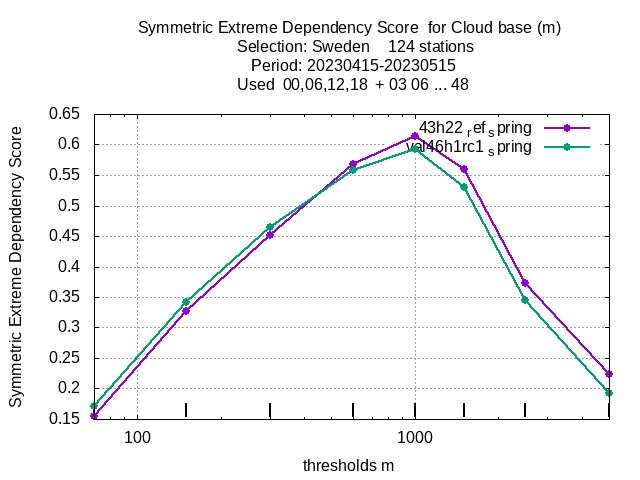 Symmetric Extreme Dependency Score  for Cloud base (m)
Selection: Sweden    124 stations
Period: 20230415-20230515
Used  00,06,12,18  + 03 06 ... 48
0.65
0.6
0.55
0.5
0.45
0.4
0.35
0.3
0.25
0.2
0.15
Symmetric Extreme Dependency Score
43h22 ref spring
val46h1rc1 spring
100
1000
thresholds m